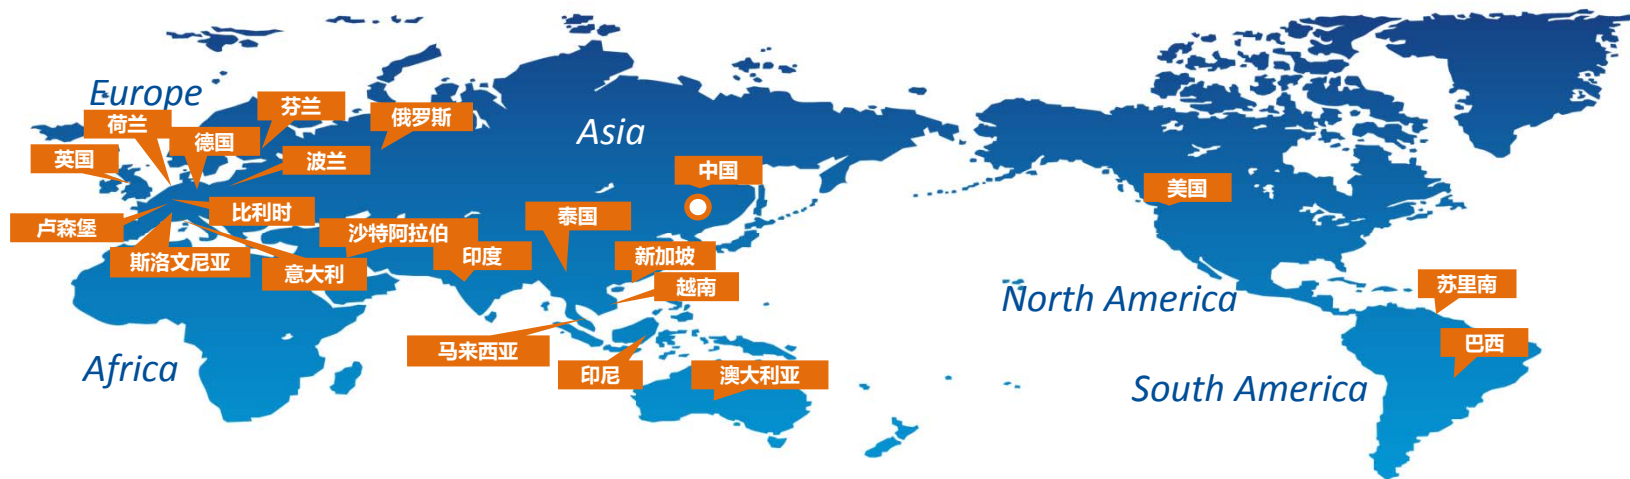 Europe
芬兰
荷兰
俄罗斯
德国
Asia
英国
波兰
中国
美国
比利时
泰国
卢森堡
沙特阿拉伯
斯洛文尼亚
印度
新加坡
意大利
越南
苏里南
North America
马来西亚
巴西
Africa
印尼
澳大利亚
South America